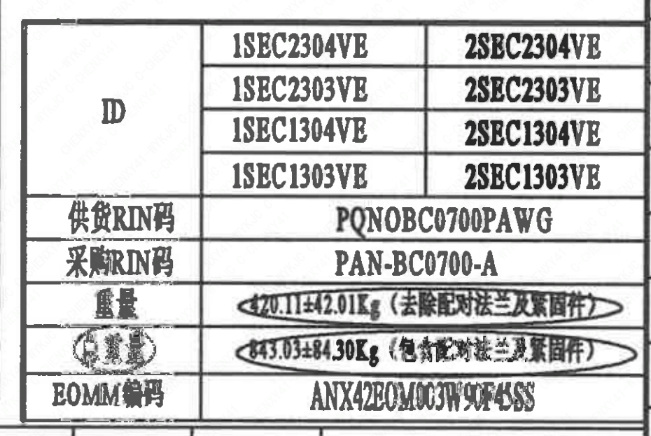 ID
1SEC2304VE 2SEC2304VE
1SEC2303VE 2SEC2303VE
1SEC1304VE 2SEC1304VE
1SEC1303VE 2SEC1303VE
供货RIN码 PQNOBC0700PAWG
采购RIN码 PAN-BC0700-A
重量 420.11±42.01Kg（去除配对法兰及紧固件）
重量 843.03±84.30Kg（包含配对法兰及紧固件）
EOMM编码